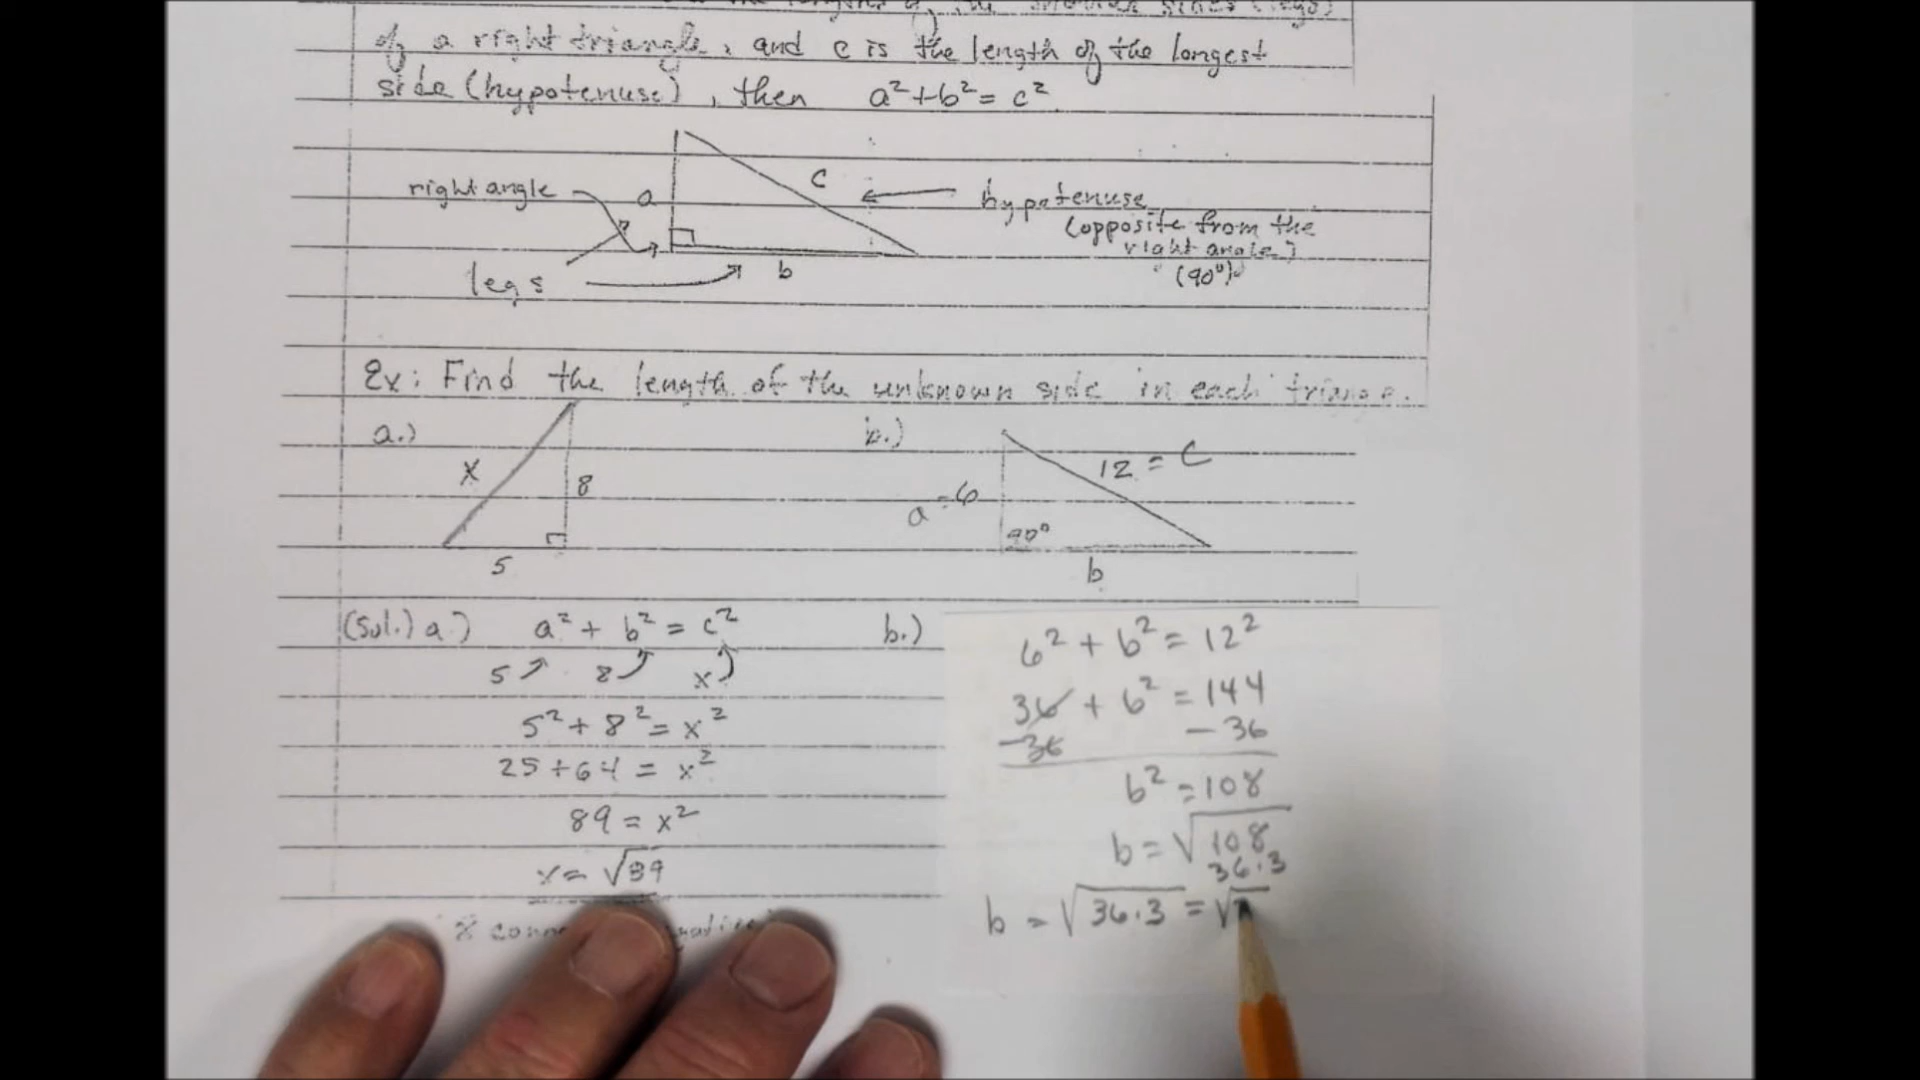 of a right triangle, and c is the length of the longest
side (hypotenuse), then a² + b² = c²
right angle
a
c
hypotenuse
(opposite from the
right angle)
(90°)
legs
b
Ex: Find the length of the unknown side in each
a.)
x
8
5
b.)
12 = C
a = 6
90°
b
(Sol.) a.) a² + b² = c²
5 8 x
5² + 8² = x²
25 + 64 = x²
89 = x²
x = √89
b.)
6² + b² = 12²
36 + b² = 144
-36 - 36
b² = 108
b = √108
36·3
b = √36·3 = √